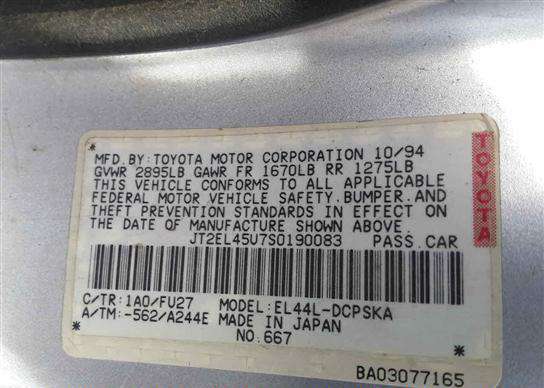 MFD. BY: TOYOTA MOTOR CORPORATION 10/94
GVWR 2895LB GAWR FR 1670LB RR 1275LB
THIS VEHICLE CONFORMS TO ALL APPLICABLE
FEDERAL MOTOR VEHICLE SAFETY.BUMPER.AND
THEFT PREVENTION STANDARDS IN EFFECT ON
THE DATE OF MANUFACTURE SHOWN ABOVE.
JT2EL45U7S0190083 PASS.CAR
C/TR:1A0/FU27 MODEL:EL44L-DCPSKA
A/TM:-562/A244E MADE IN JAPAN
NO.667
BA03077165
TOYOTA